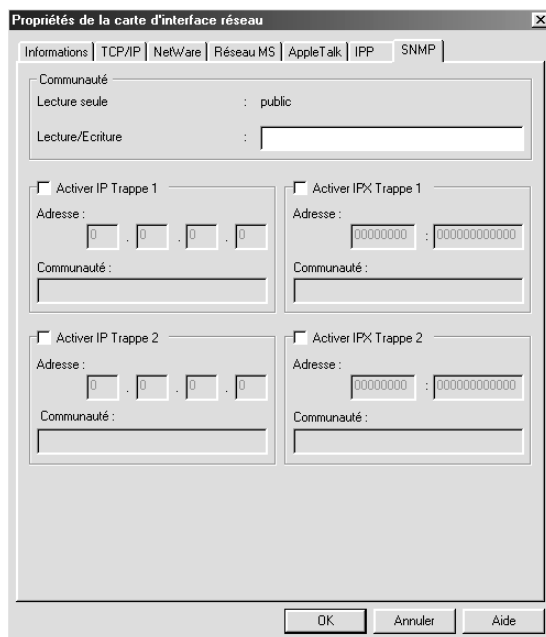 Propriétés de la carte d'interface réseau
Informations TCP/IP NetWare Réseau MS AppleTalk IPP SNMP
Communauté
Lecture seule : public
Lecture/Ecriture :
Activer IP Trappe 1
Adresse :
0 . 0 . 0 . 0
Communauté :
Activer IPX Trappe 1
Adresse :
00000000 : 000000000000
Communauté :
Activer IP Trappe 2
Adresse :
0 . 0 . 0 . 0
Communauté :
Activer IPX Trappe 2
Adresse :
00000000 : 000000000000
Communauté :
OK Annuler Aide